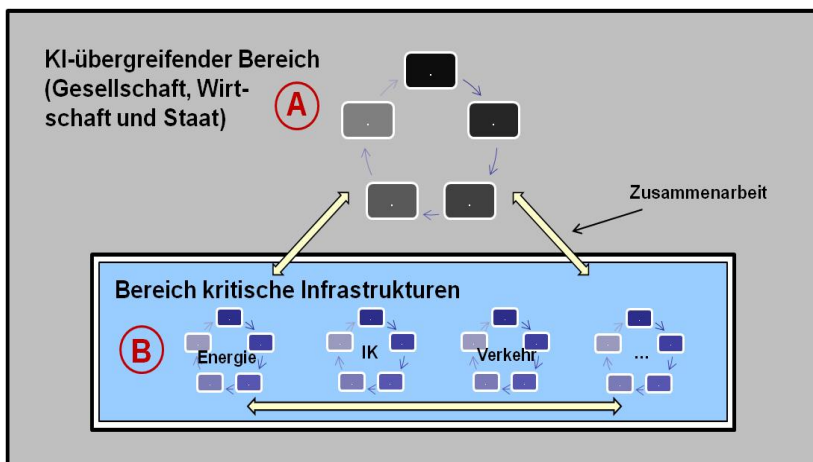 KI-übergreifender Bereich
(Gesellschaft, Wirt-
schaft und Staat)
A
Zusammenarbeit
Bereich kritische Infrastrukturen
B
Energie
IK
Verkehr
...